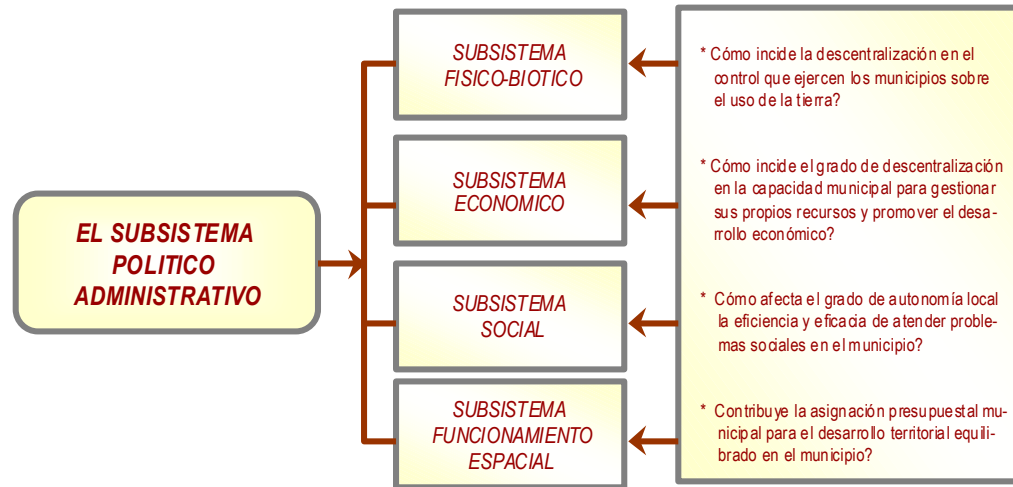 EL SUBSISTEMA
POLITICO
ADMINISTRATIVO
SUBSISTEMA
FISICO-BIOTICO
SUBSISTEMA
ECONOMICO
SUBSISTEMA
SOCIAL
SUBSISTEMA
FUNCIONAMIENTO
ESPACIAL
* Cómo incide la descentralización en el
control que ejercen los municipios sobre
el uso de la tierra?
* Cómo incide el grado de descentralización
en la capacidad municipal para gestionar
sus propios recursos y promover el desa-
rrollo económico?
* Cómo afecta el grado de autonomía local
la eficiencia y eficacia de atender proble-
mas sociales en el municipio?
* Contribuye la asignación presupuestal mu-
nicipal para el desarrollo territorial equili-
brado en el municipio?